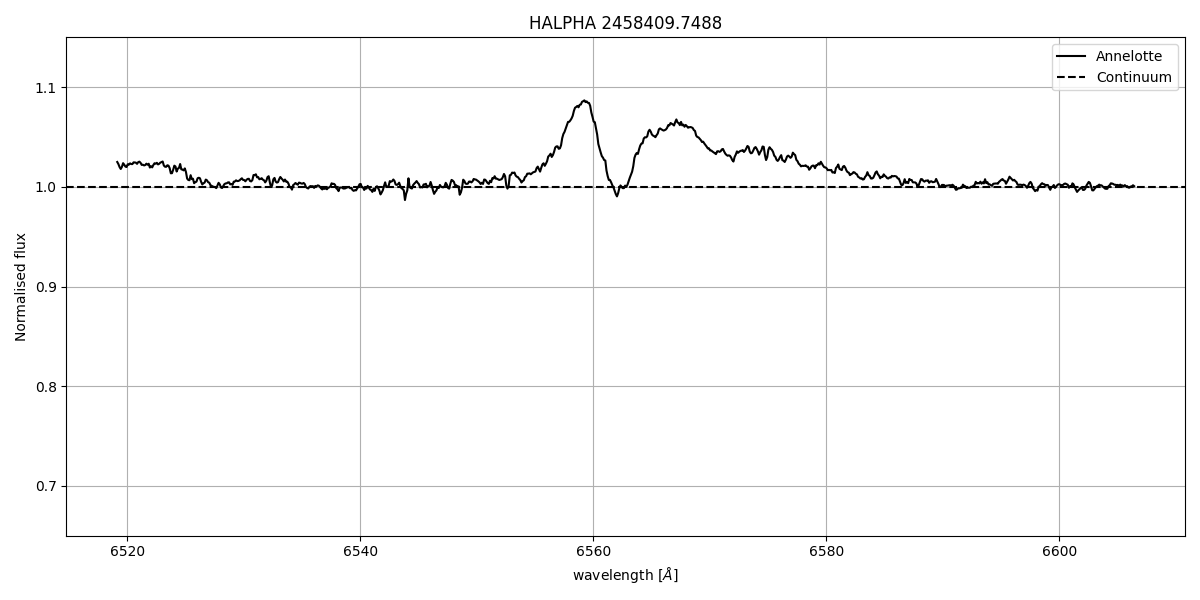 HALPHA 2458409.7488
Annelotte
Continuum
1.1
1.0
0.9
0.8
0.7
Normalised flux
6520 6540 6560 6580 6600
wavelength [Å]